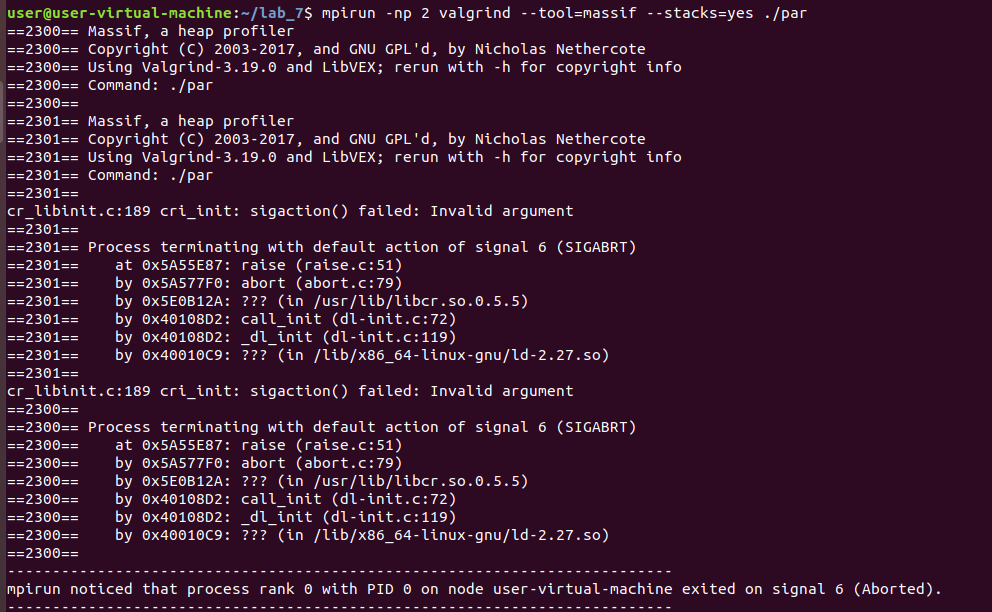 user@user-virtual-machine:~/lab_7$ mpirun -np 2 valgrind --tool=massif --stacks=yes ./par
==2300== Massif, a heap profiler
==2300== Copyright (C) 2003-2017, and GNU GPL'd, by Nicholas Nethercote
==2300== Using Valgrind-3.19.0 and LibVEX; rerun with -h for copyright info
==2300== Command: ./par
==2300==
==2301== Massif, a heap profiler
==2301== Copyright (C) 2003-2017, and GNU GPL'd, by Nicholas Nethercote
==2301== Using Valgrind-3.19.0 and LibVEX; rerun with -h for copyright info
==2301== Command: ./par
==2301==
cr_libinit.c:189 cri_init: sigaction() failed: Invalid argument
==2301==
==2301== Process terminating with default action of signal 6 (SIGABRT)
==2301==    at 0x5A55E87: raise (raise.c:51)
==2301==    by 0x5A577F0: abort (abort.c:79)
==2301==    by 0x5E0B12A: ??? (in /usr/lib/libcr.so.0.5.5)
==2301==    by 0x40108D2: call_init (dl-init.c:72)
==2301==    by 0x40108D2: _dl_init (dl-init.c:119)
==2301==    by 0x40010C9: ??? (in /lib/x86_64-linux-gnu/ld-2.27.so)
==2301==
cr_libinit.c:189 cri_init: sigaction() failed: Invalid argument
==2300==
==2300== Process terminating with default action of signal 6 (SIGABRT)
==2300==    at 0x5A55E87: raise (raise.c:51)
==2300==    by 0x5A577F0: abort (abort.c:79)
==2300==    by 0x5E0B12A: ??? (in /usr/lib/libcr.so.0.5.5)
==2300==    by 0x40108D2: call_init (dl-init.c:72)
==2300==    by 0x40108D2: _dl_init (dl-init.c:119)
==2300==    by 0x40010C9: ??? (in /lib/x86_64-linux-gnu/ld-2.27.so)
==2300==
--------------------------------------------------------------------------
mpirun noticed that process rank 0 with PID 0 on node user-virtual-machine exited on signal 6 (Aborted).
--------------------------------------------------------------------------